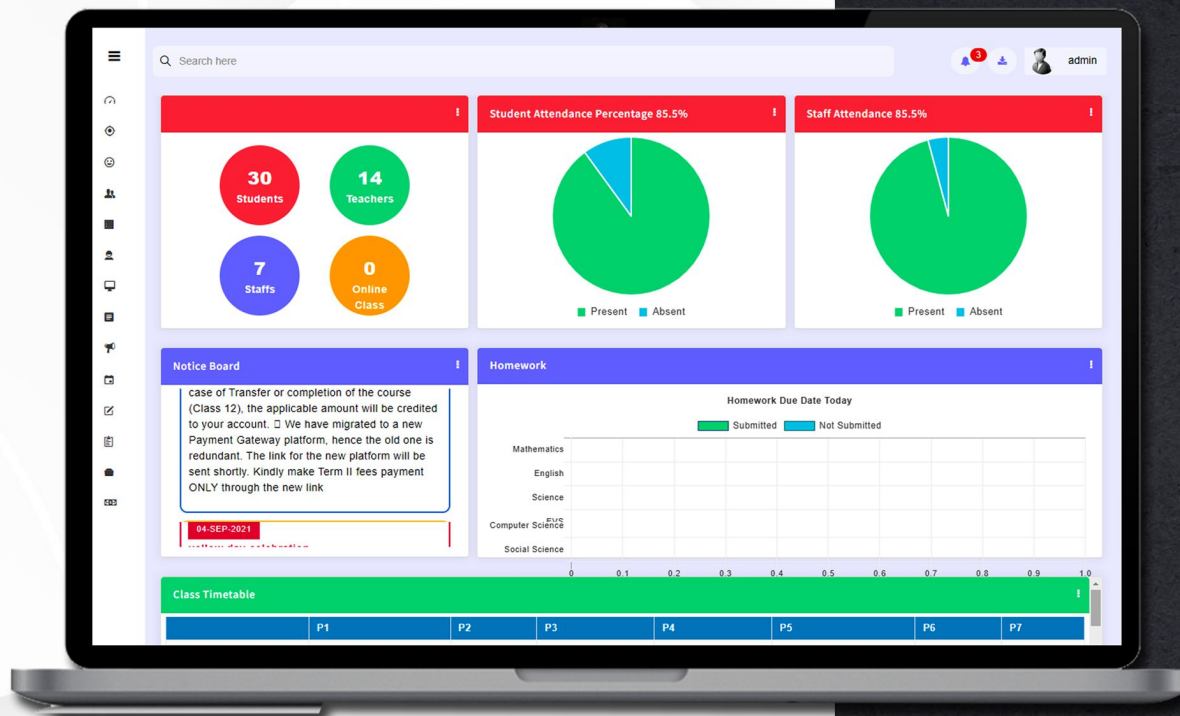 Search here
3
admin
30
Students
14
Teachers
7
Staffs
0
Online
Class
Student Attendance Percentage 85.5%
Present Absent
Staff Attendance 85.5%
Present Absent
Notice Board
case of Transfer or completion of the course
(Class 12), the applicable amount will be credited
to your account. ▯ We have migrated to a new
Payment Gateway platform, hence the old one is
redundant. The link for the new platform will be
sent shortly. Kindly make Term II fees payment
ONLY through the new link
04-SEP-2021
Homework
Homework Due Date Today
Submitted Not Submitted
Mathematics
English
Science
EVS
Computer Science
Social Science
0 0.1 0.2 0.3 0.4 0.5 0.6 0.7 0.8 0.9 1.0
Class Timetable
P1 P2 P3 P4 P5 P6 P7